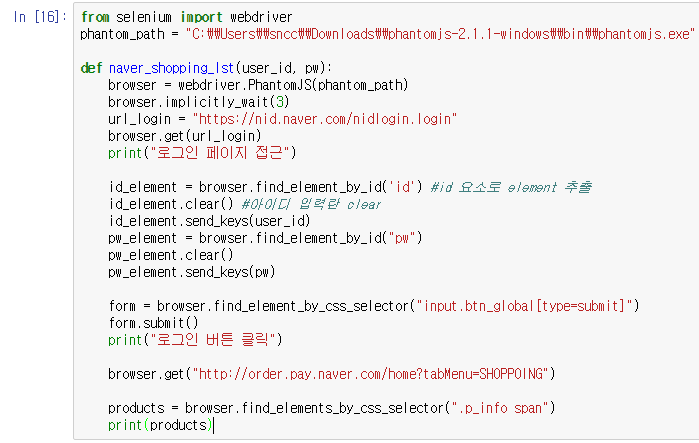 In [16]: from selenium import webdriver
phantom_path = "C:₩₩Users₩₩sncc₩₩Downloads₩₩phantomjs-2.1.1-windows₩₩bin₩₩phantomjs.exe"
def naver_shopping_lst(user_id, pw):
browser = webdriver.PhantomJS(phantom_path)
browser.implicitly_wait(3)
url_login = "https://nid.naver.com/nidlogin.login"
browser.get(url_login)
print("로그인 페이지 접근")
id_element = browser.find_element_by_id('id') #id 요소로 element 추출
id_element.clear() #아이디 입력란 clear
id_element.send_keys(user_id)
pw_element = browser.find_element_by_id("pw")
pw_element.clear()
pw_element.send_keys(pw)
form = browser.find_element_by_css_selector("input.btn_global[type=submit]")
form.submit()
print("로그인 버튼 클릭")
browser.get("http://order.pay.naver.com/home?tabMenu=SHOPPOING")
products = browser.find_elements_by_css_selector(".p_info span")
print(products)